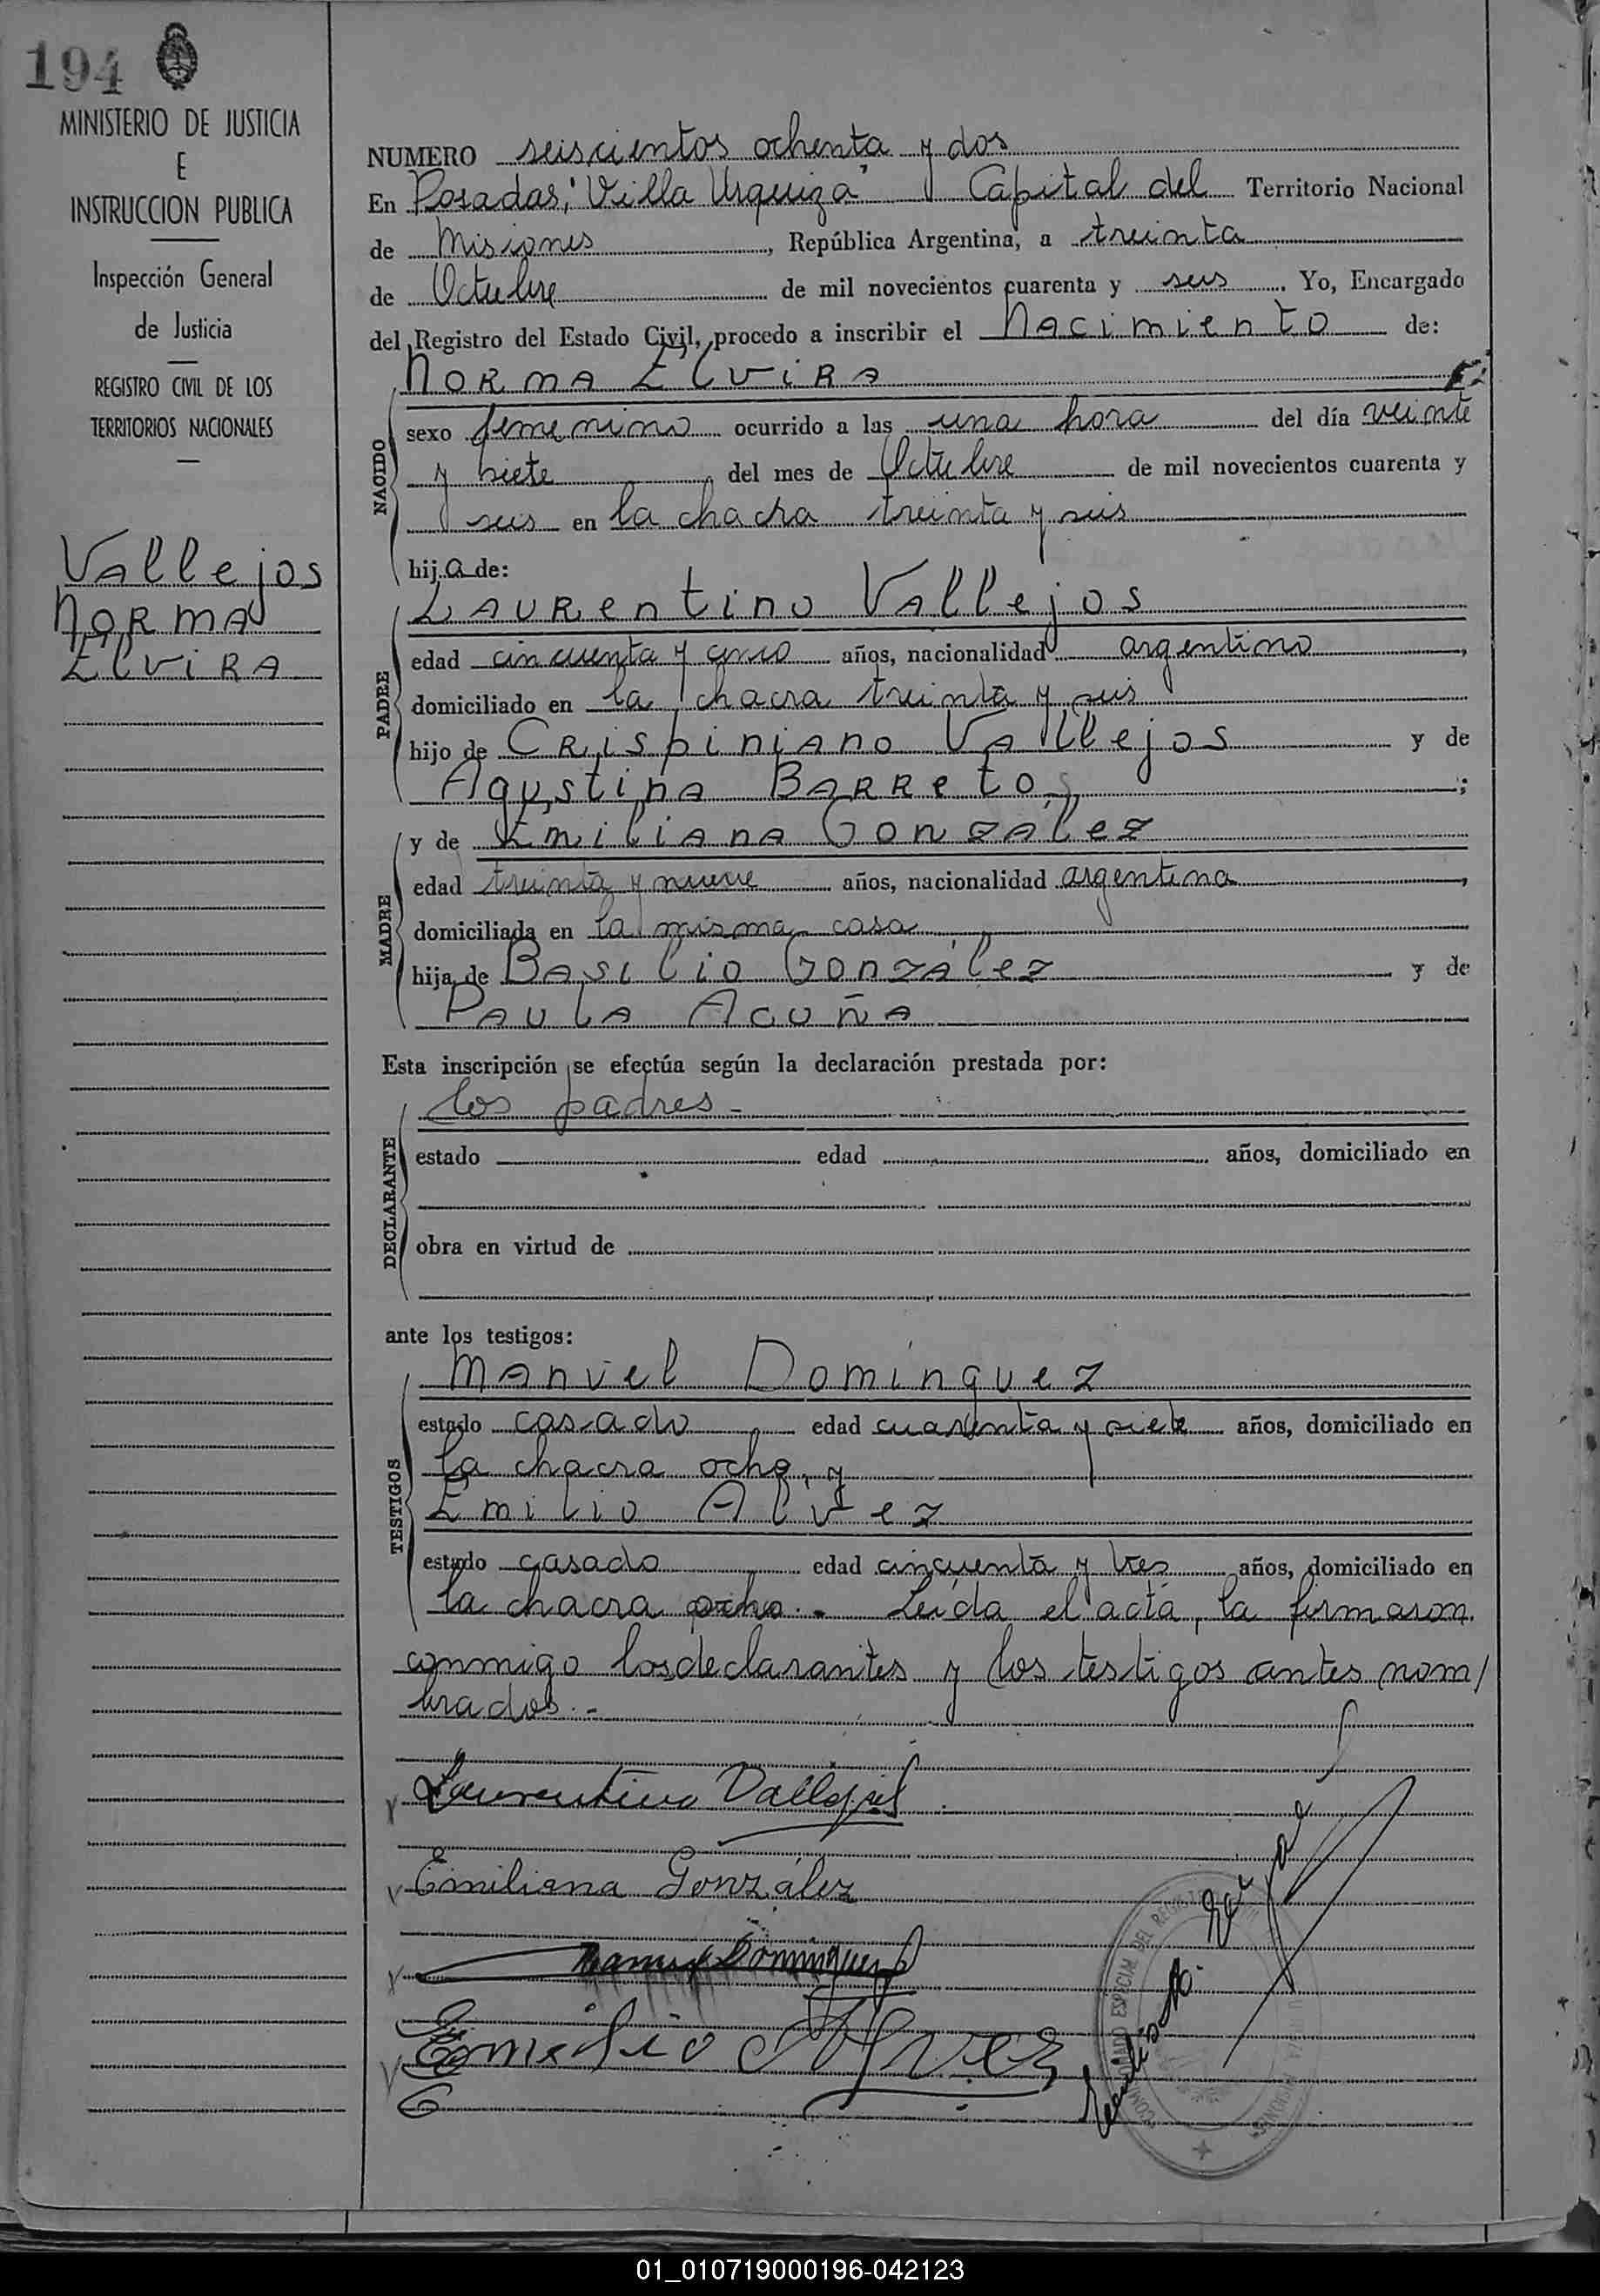 194
MINISTERIO DE JUSTICIA
E
INSTRUCCION PUBLICA
Inspección General
de Justicia
REGISTRO CIVIL DE LOS
TERRITORIOS NACIONALES
Vallejos
Norma
Elvira
NUMERO seiscientos ochenta y dos
En Posadas, "Villa Urquiza" Capital del Territorio Nacional
de Misiones, República Argentina, a treinta
de Octubre de mil novecientos cuarenta y seis. Yo, Encargado
del Registro del Estado Civil, procedo a inscribir el Nacimiento de:
Norma Elvira
NACIDO
sexo femenino ocurrido a las una hora del día veinte
y siete del mes de Octubre de mil novecientos cuarenta y
seis en la chacra treinta y seis
hija de:
PADRE
Laurentino Vallejos
edad cincuenta y cinco años, nacionalidad argentino,
domiciliado en la chacra treinta y seis
hijo de Crispiniano Vallejos y de
Agustina Barreto;
MADRE
y de Emiliana González
edad treinta y nueve años, nacionalidad argentina,
domiciliada en la misma casa
hija de Basilio González y de
Paula Acuña
Esta inscripción se efectúa según la declaración prestada por:
DECLARANTE
los padres-
estado edad años, domiciliado en
obra en virtud de
ante los testigos:
TESTIGOS
Manuel Domínguez
estado casado edad cuarenta y siete años, domiciliado en
la chacra ocho, y
Emilio Alvez
estado casado edad cincuenta y tres años, domiciliado en
la chacra ocho.- Leída el acta, la firmaron
conmigo los declarantes y los testigos antes nom/
brados.-
Laurentino Vallejos
Emiliana González
Manuel Dominguez
Emilio Alvez
01_010719000196-042123